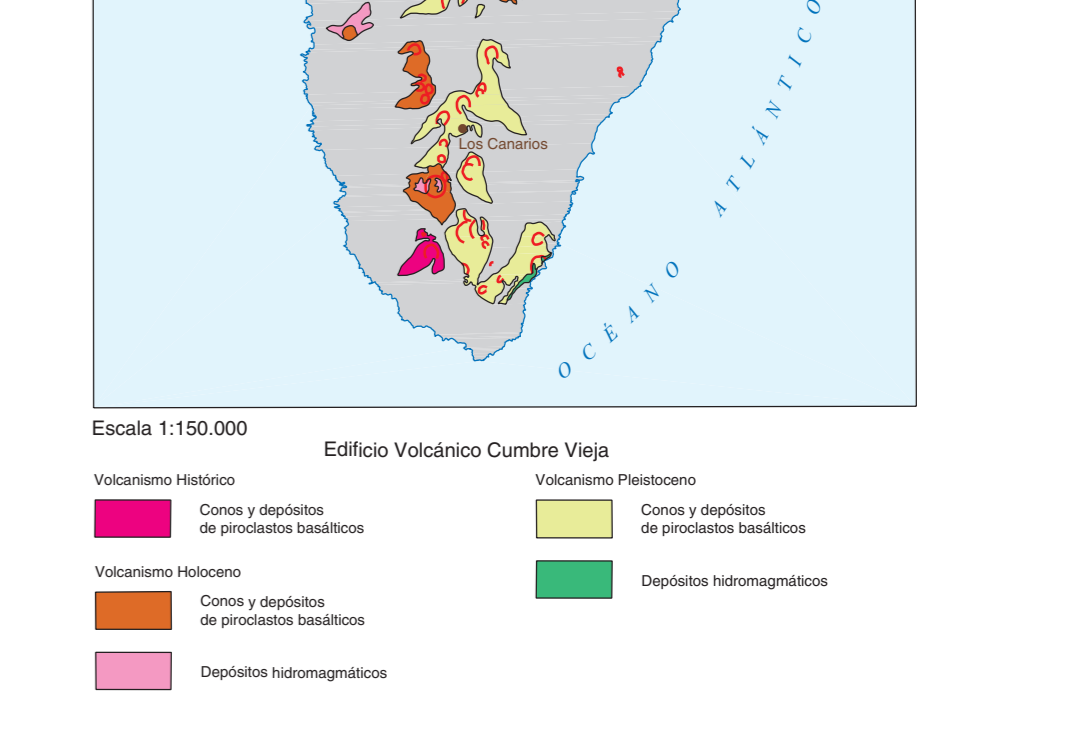 Los Canarios
OCÉANO ATLÁNTICO
Escala 1:150.000
Edificio Volcánico Cumbre Vieja
Volcanismo Histórico
Conos y depósitos
de piroclastos basálticos
Volcanismo Holoceno
Conos y depósitos
de piroclastos basálticos
Depósitos hidromagmáticos
Volcanismo Pleistoceno
Conos y depósitos
de piroclastos basálticos
Depósitos hidromagmáticos